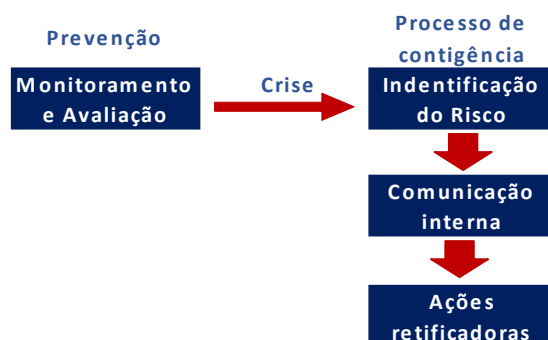 Prevenção
Monitoramento
e Avaliação
Crise
Processo de
contigência
Indentificação
do Risco
Comunicação
interna
Ações
retificadoras